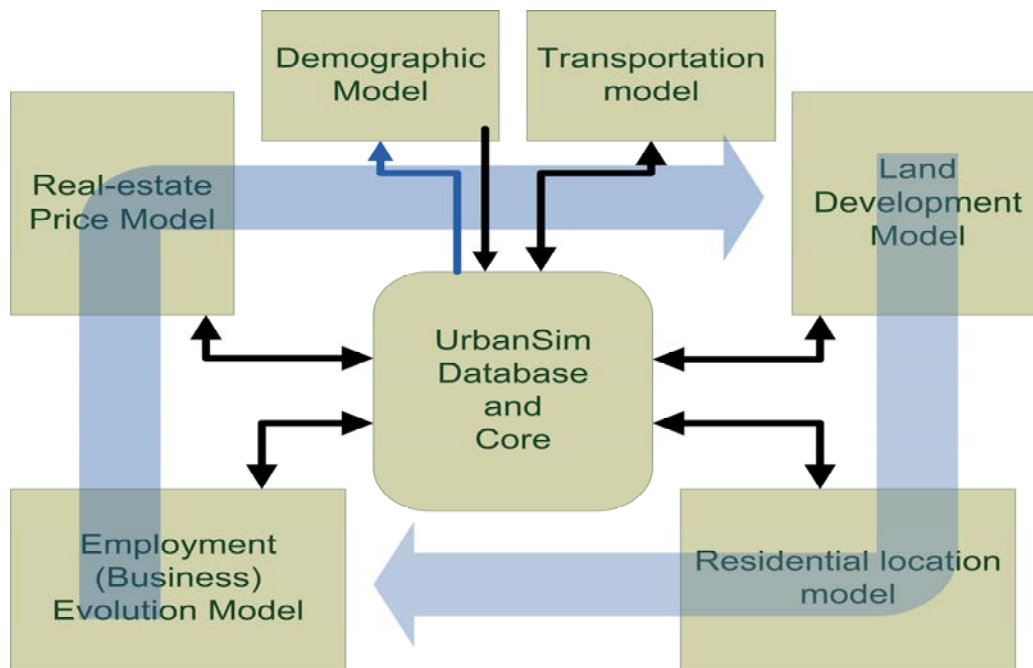 Demographic
Model
Transportation
model
Real-estate
Price Model
Land
Development
Model
UrbanSim
Database
and
Core
Employment
(Business)
Evolution Model
Residential location
model